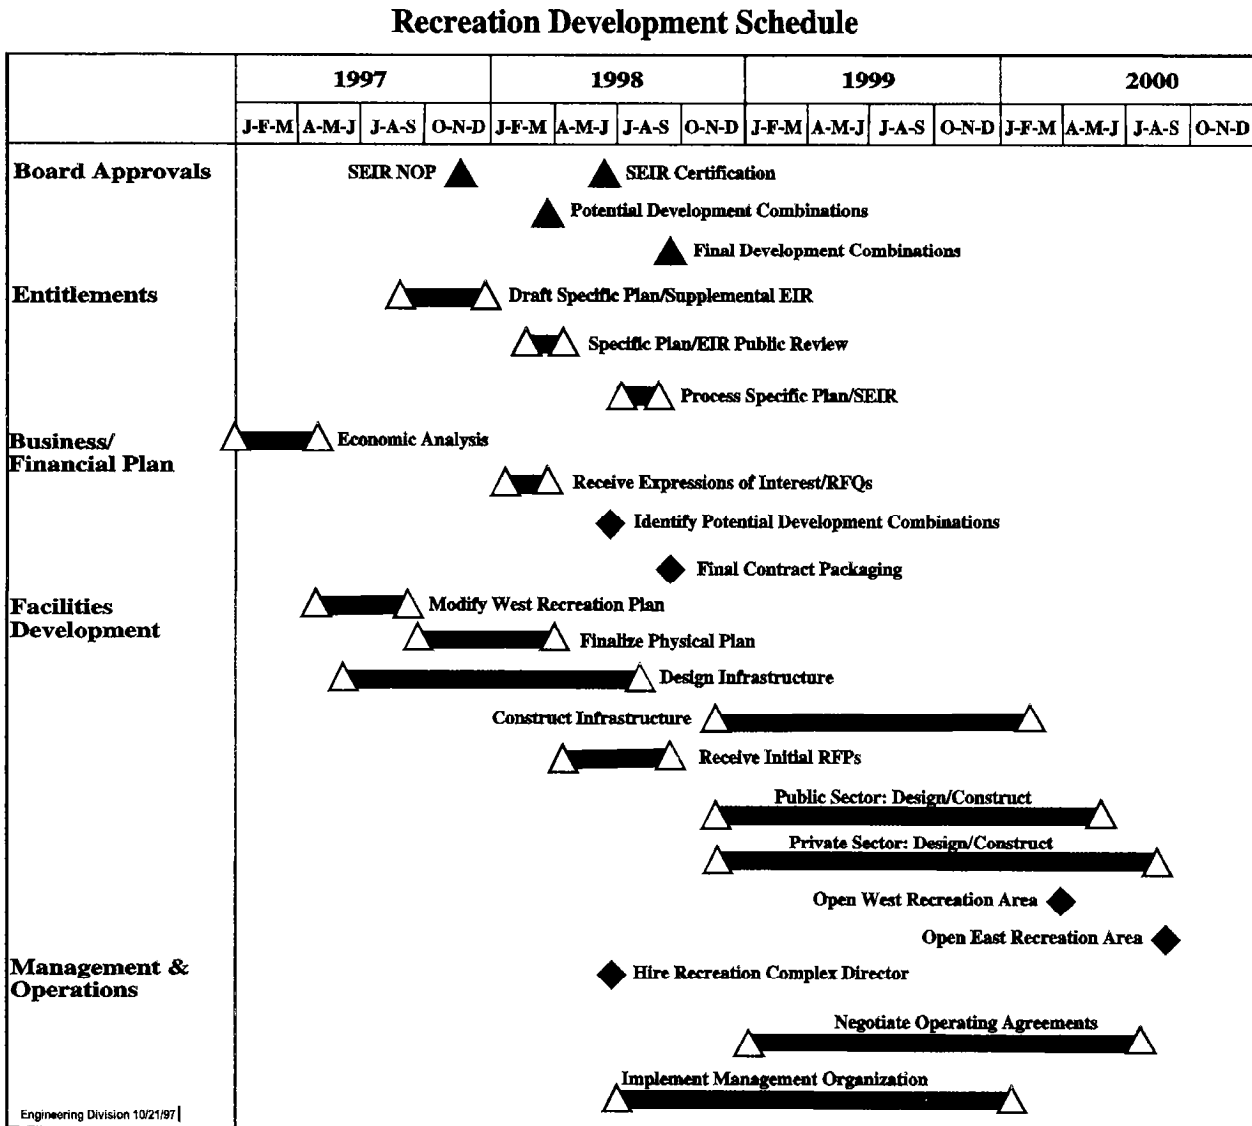 Recreation Development Schedule
1997 1998 1999 2000
J-F-M A-M-J J-A-S O-N-D J-F-M A-M-J J-A-S O-N-D J-F-M A-M-J J-A-S O-N-D J-F-M A-M-J J-A-S O-N-D
Board Approvals
SEIR NOP
SEIR Certification
Potential Development Combinations
Final Development Combinations
Entitlements
Draft Specific Plan/Supplemental EIR
Specific Plan/EIR Public Review
Process Specific Plan/SEIR
Business/
Financial Plan
Economic Analysis
Receive Expressions of Interest/RFQs
Identify Potential Development Combinations
Final Contract Packaging
Facilities
Development
Modify West Recreation Plan
Finalize Physical Plan
Design Infrastructure
Construct Infrastructure
Receive Initial RFPs
Public Sector: Design/Construct
Private Sector: Design/Construct
Open West Recreation Area
Open East Recreation Area
Management &
Operations
Hire Recreation Complex Director
Negotiate Operating Agreements
Implement Management Organization
Engineering Division 10/21/97